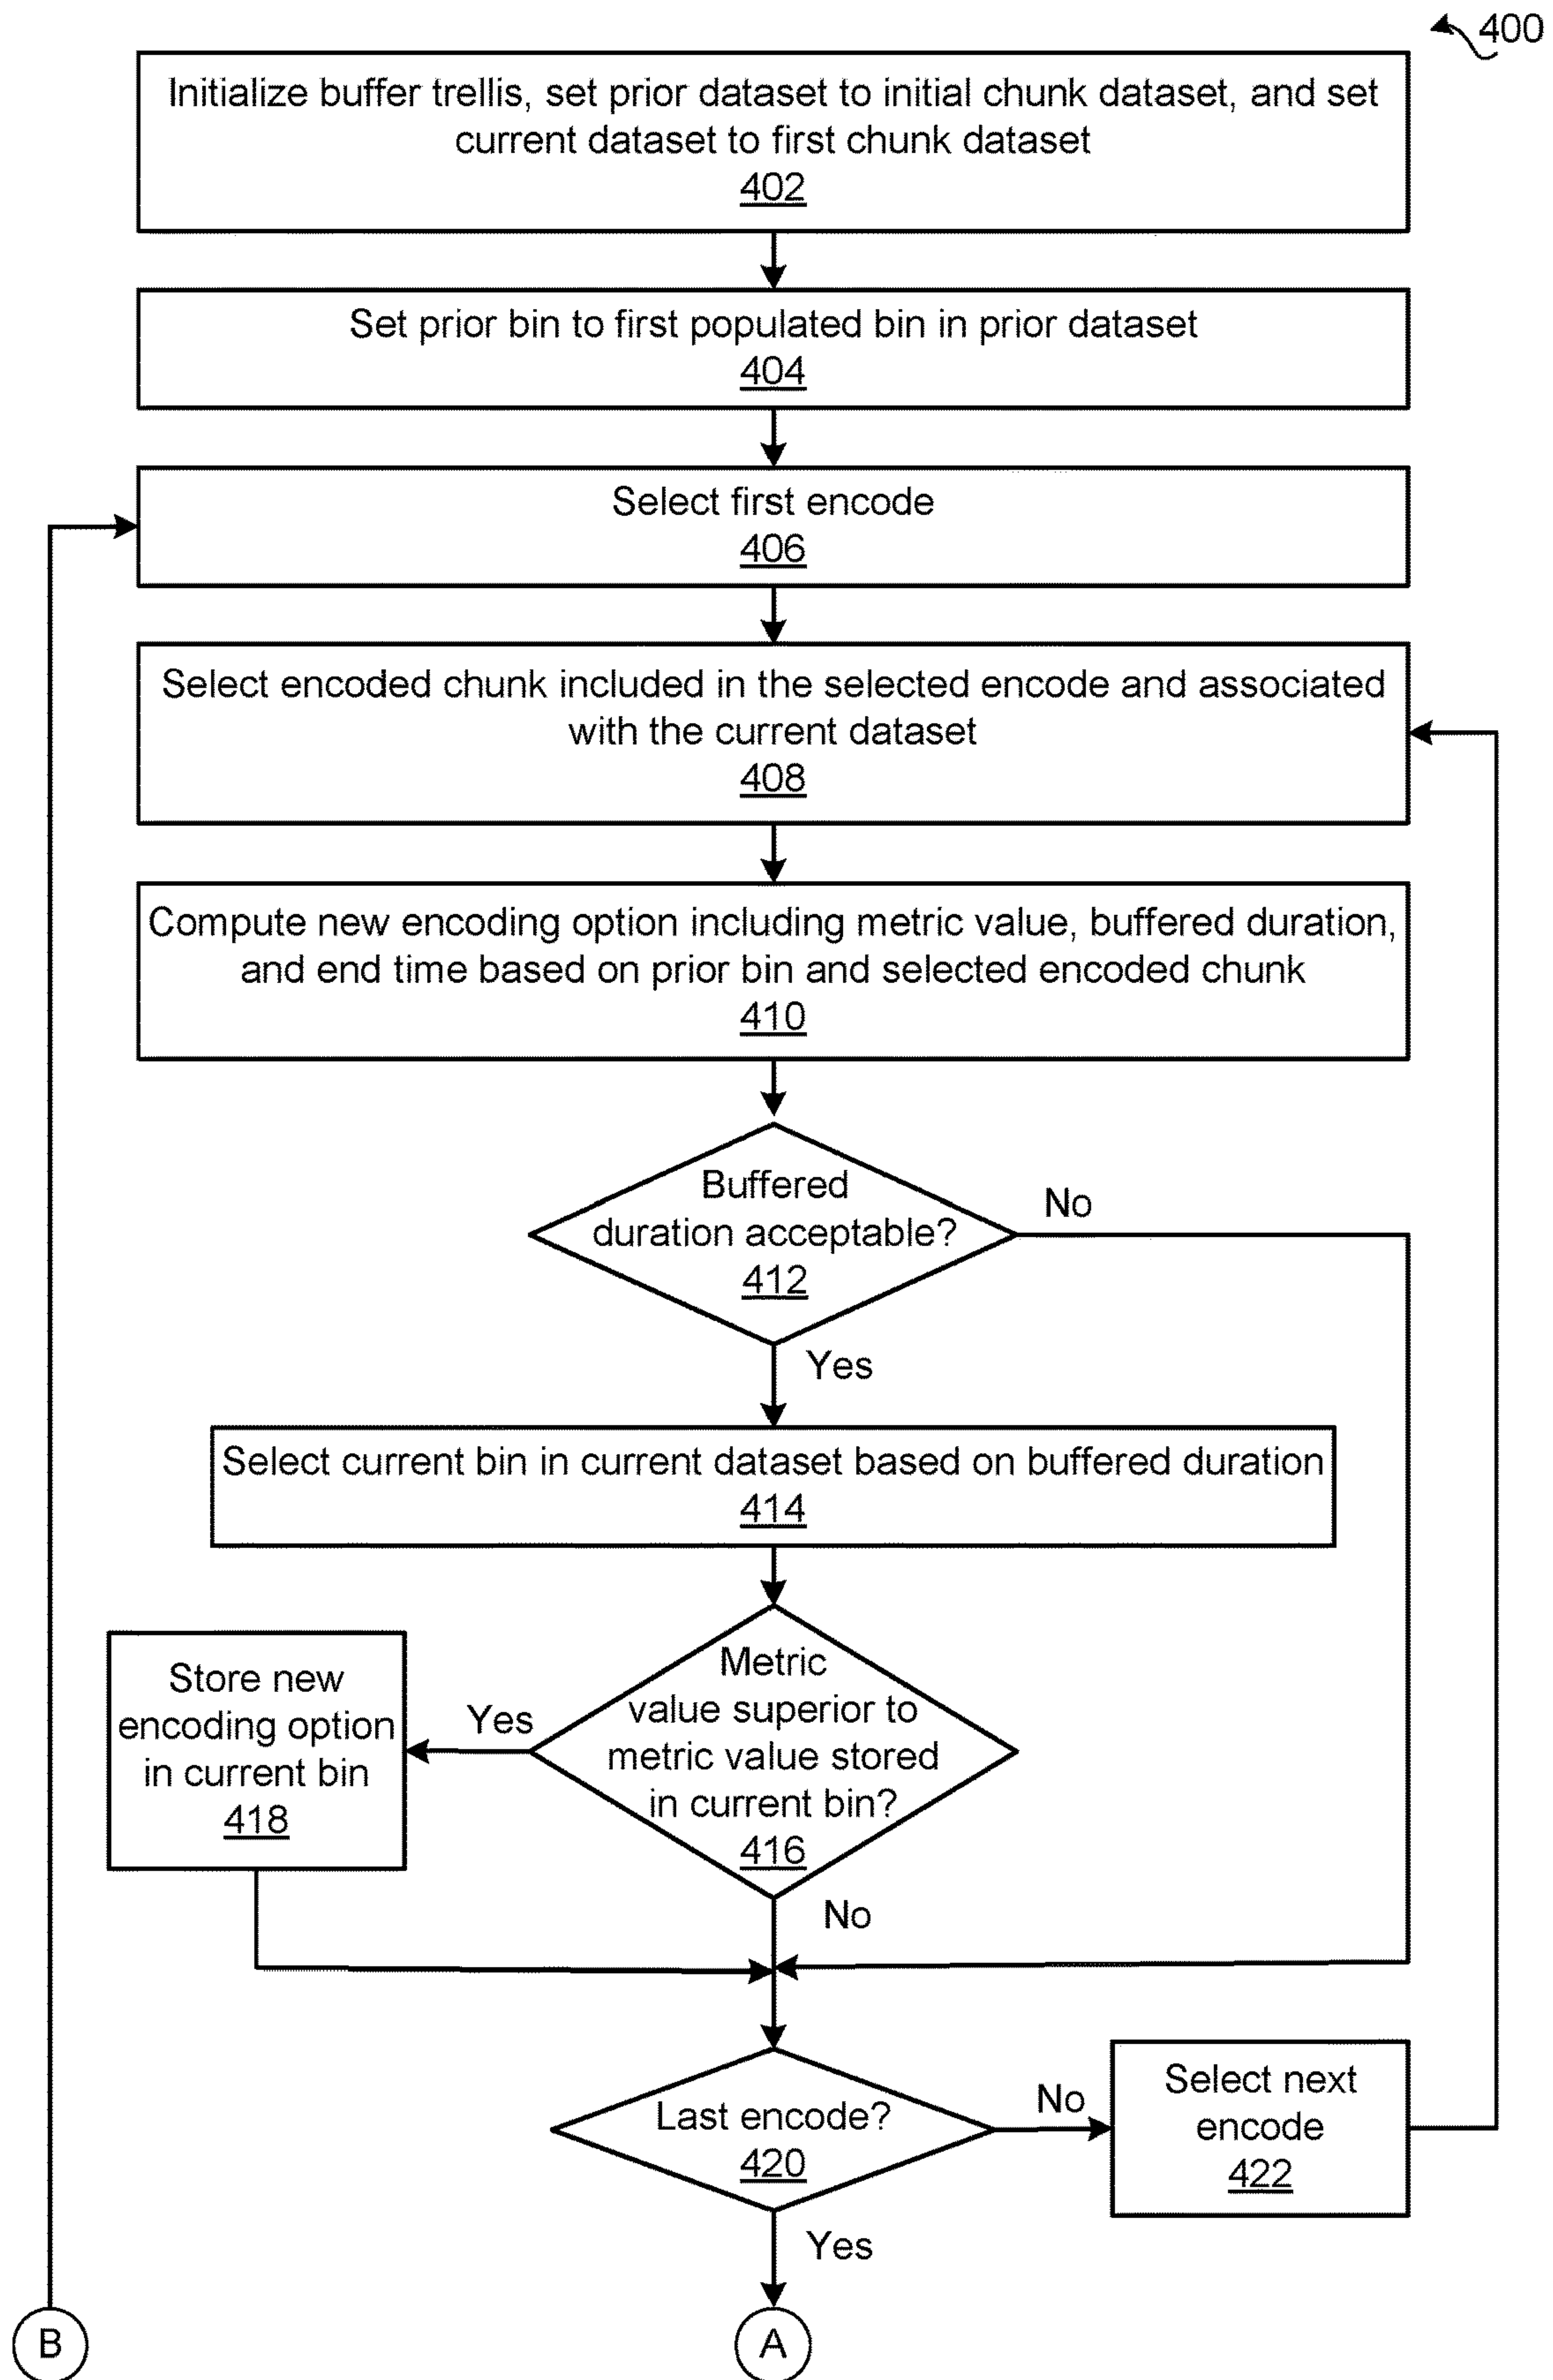 400
Initialize buffer trellis, set prior dataset to initial chunk dataset, and set
current dataset to first chunk dataset
402
Set prior bin to first populated bin in prior dataset
404
Select first encode
406
Select encoded chunk included in the selected encode and associated
with the current dataset
408
Compute new encoding option including metric value, buffered duration,
and end time based on prior bin and selected encoded chunk
410
Buffered
duration acceptable?
412
No
Yes
Select current bin in current dataset based on buffered duration
414
Metric
value superior to
metric value stored
in current bin?
416
Yes
Store new
encoding option
in current bin
418
No
Last encode?
420
No
Select next
encode
422
Yes
B
A